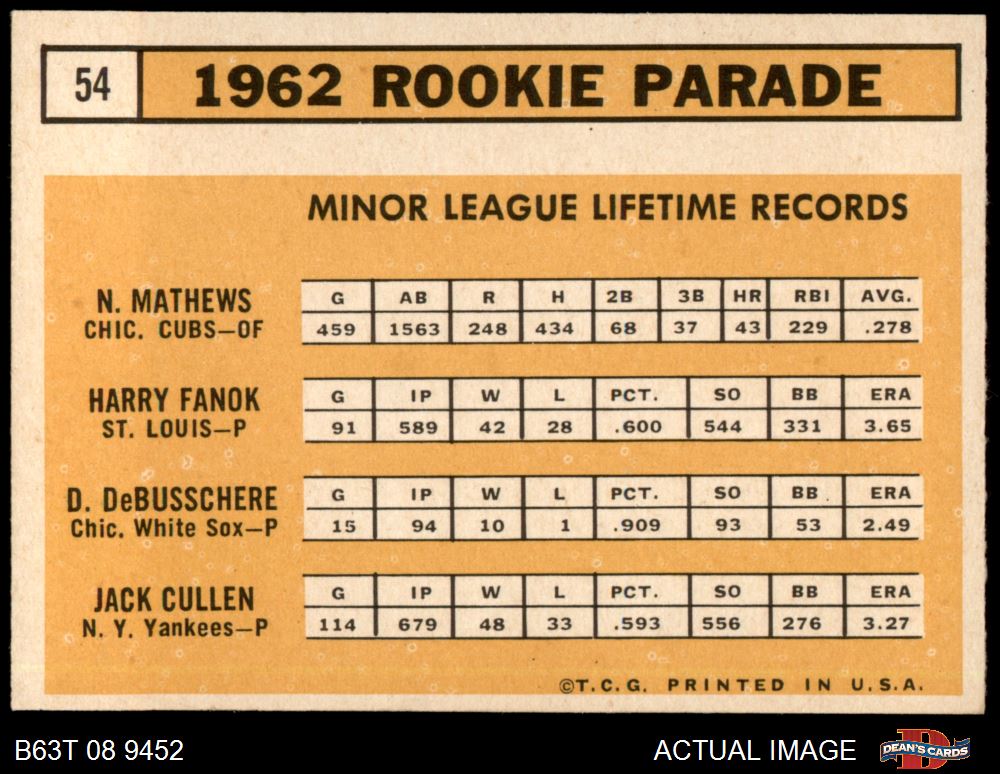 54 1962 ROOKIE PARADE
MINOR LEAGUE LIFETIME RECORDS
N. MATHEWS
CHIC. CUBS—OF
G AB R H 2B 3B HR RBI AVG.
459 1563 248 434 68 37 43 229 .278
HARRY FANOK
ST. LOUIS—P
G IP W L PCT. SO BB ERA
91 589 42 28 .600 544 331 3.65
D. DeBUSSCHERE
Chic. White Sox—P
G IP W L PCT. SO BB ERA
15 94 10 1 .909 93 53 2.49
JACK CULLEN
N. Y. Yankees—P
G IP W L PCT. SO BB ERA
114 679 48 33 .593 556 276 3.27
©T.C.G. PRINTED IN U.S.A.
B63T 08 9452 ACTUAL IMAGE DEAN'S CARDS